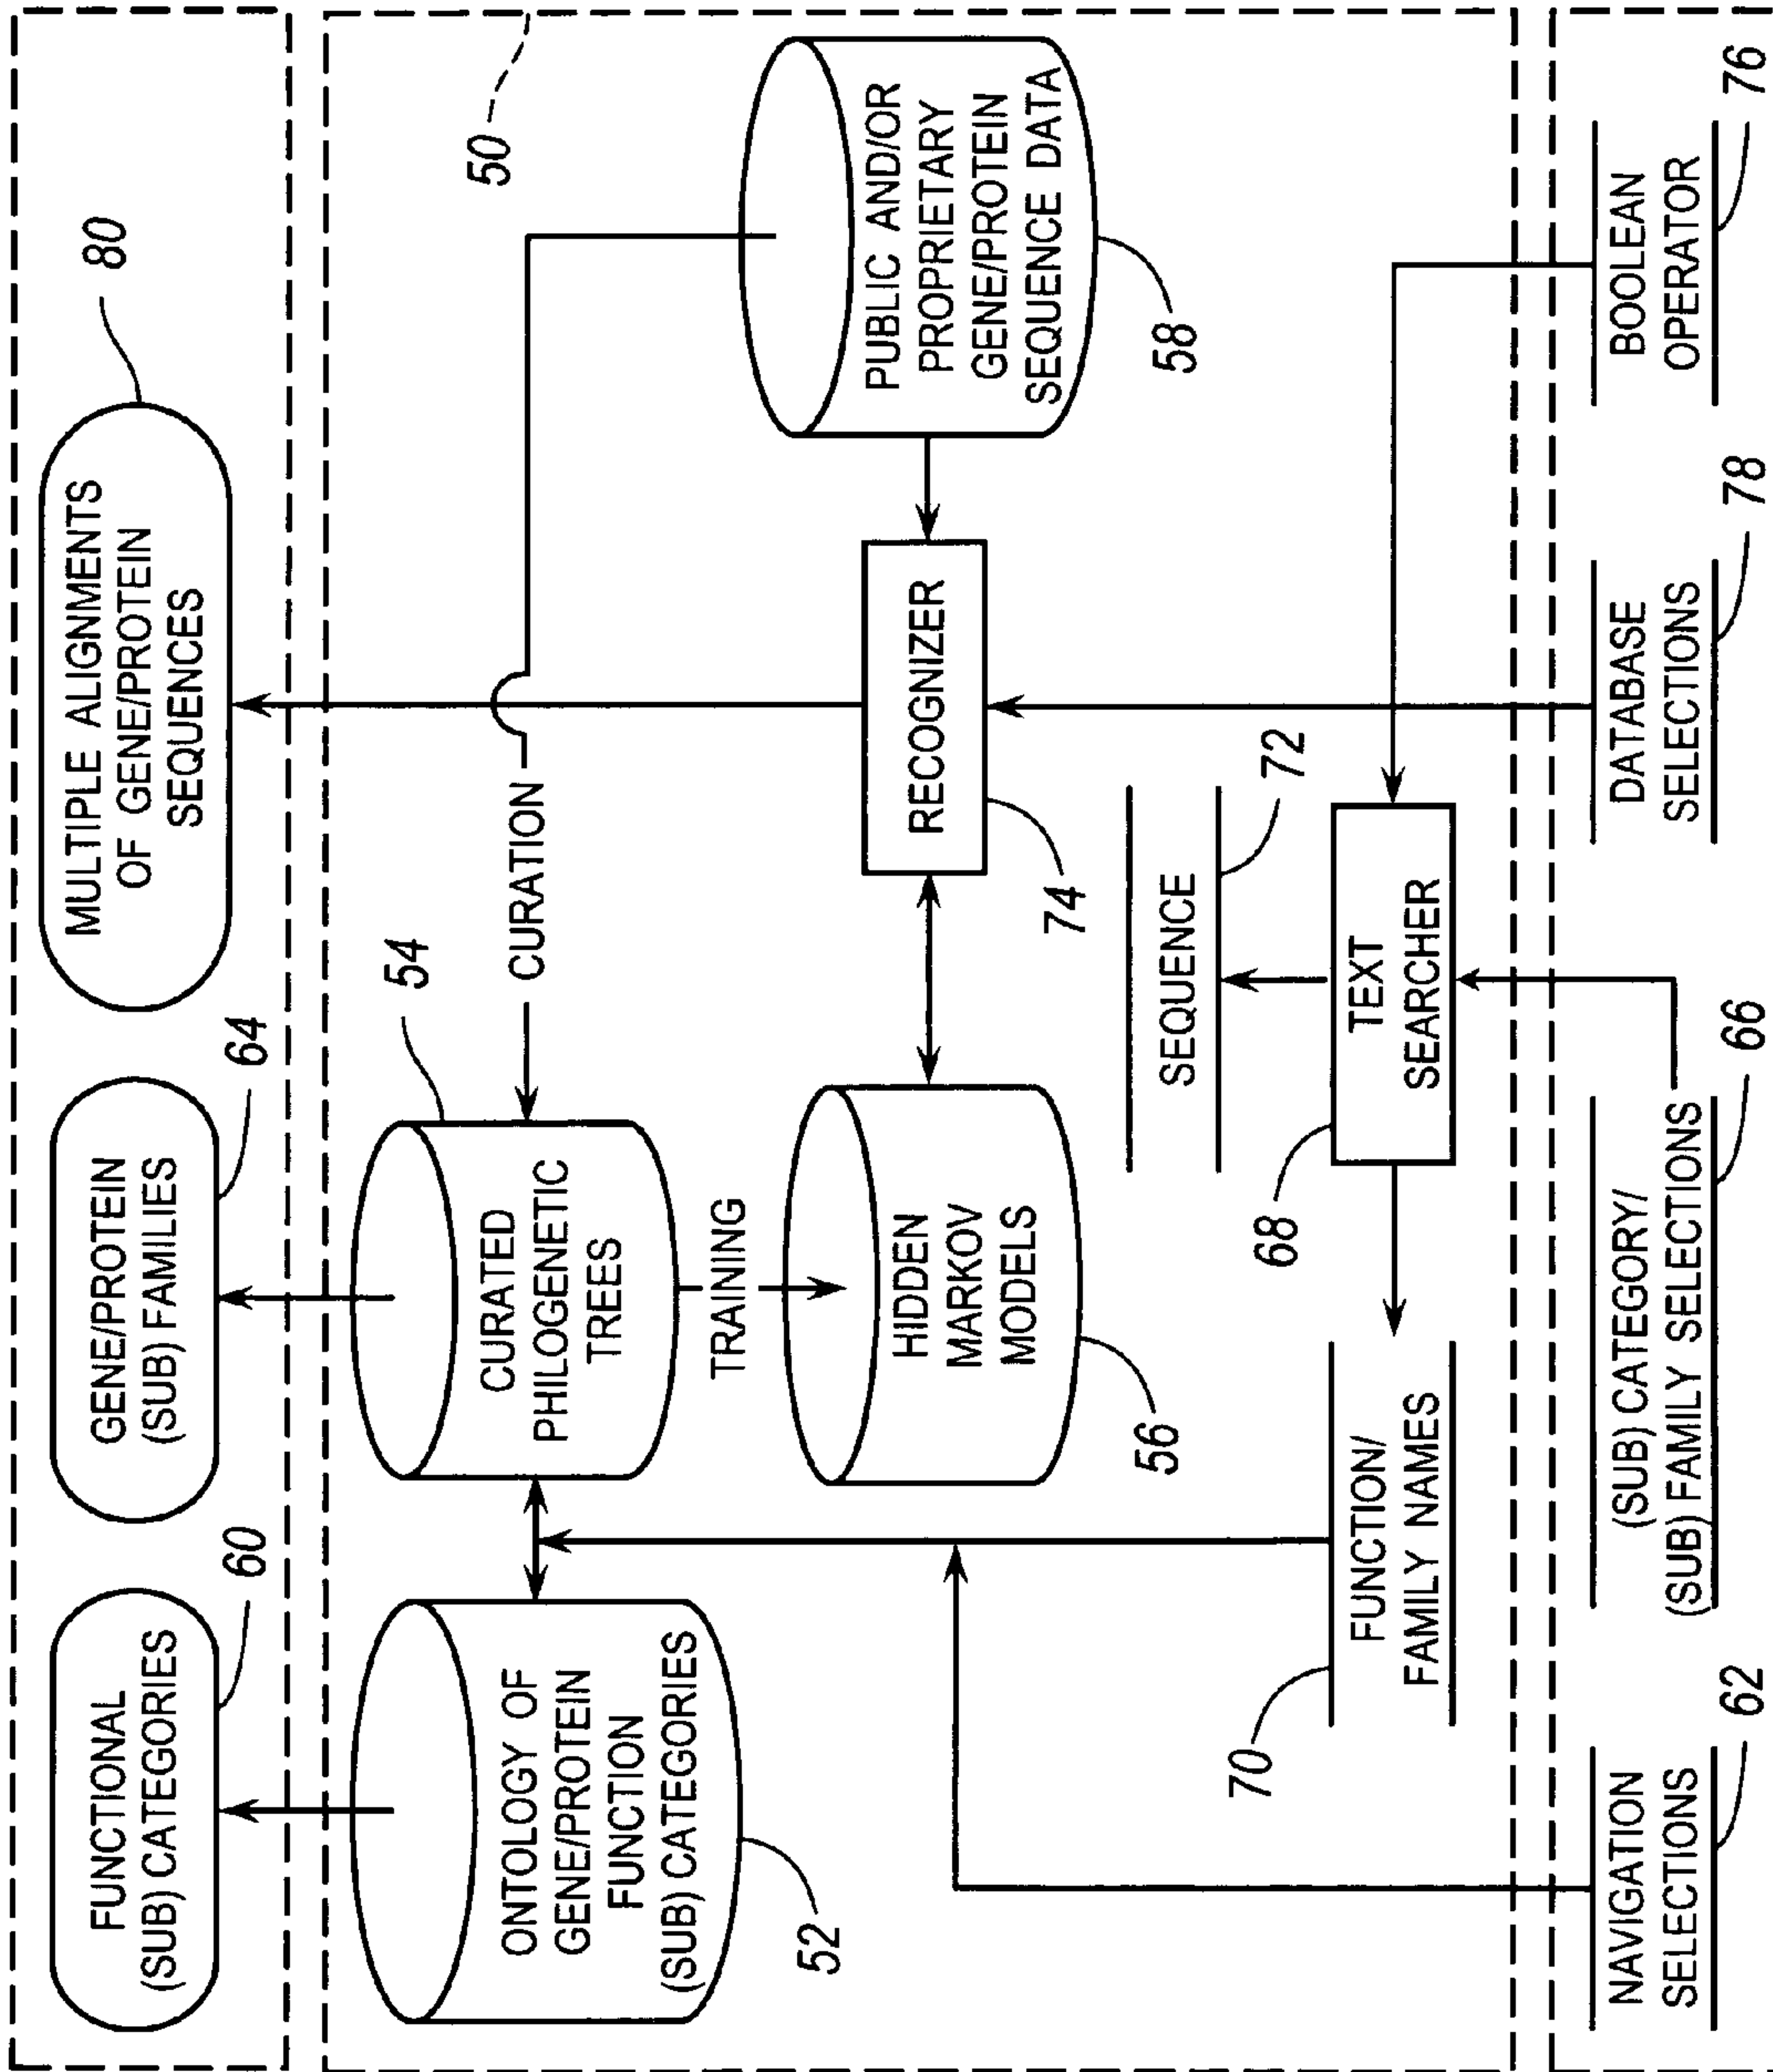 FUNCTIONAL
(SUB) CATEGORIES
60
GENE/PROTEIN
(SUB) FAMILIES
64
MULTIPLE ALIGNMENTS
OF GENE/PROTEIN
SEQUENCES
80
50
ONTOLOGY OF
GENE/PROTEIN
FUNCTION
(SUB) CATEGORIES
52
CURATED
PHILOGENETIC
TREES
54
CURATION
TRAINING
HIDDEN
MARKOV
MODELS
56
RECOGNIZER
74
PUBLIC AND/OR
PROPRIETARY
GENE/PROTEIN
SEQUENCE DATA
58
SEQUENCE
72
FUNCTION/
FAMILY NAMES
70
TEXT
SEARCHER
68
NAVIGATION
SELECTIONS
62
(SUB) CATEGORY/
(SUB) FAMILY SELECTIONS
66
DATABASE
SELECTIONS
78
BOOLEAN
OPERATOR
76